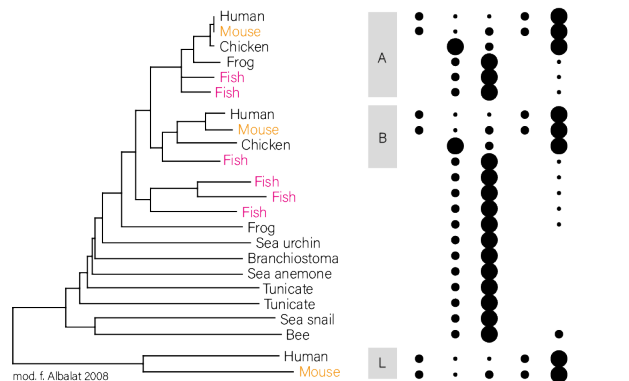 Human
Mouse
Chicken
Frog
Fish
Fish
A
Human
Mouse
Chicken
Fish
B
Fish
Fish
Fish
Frog
Sea urchin
Branchiostoma
Sea anemone
Tunicate
Tunicate
Sea snail
Bee
Human
Mouse
L
mod. f. Albalat 2008